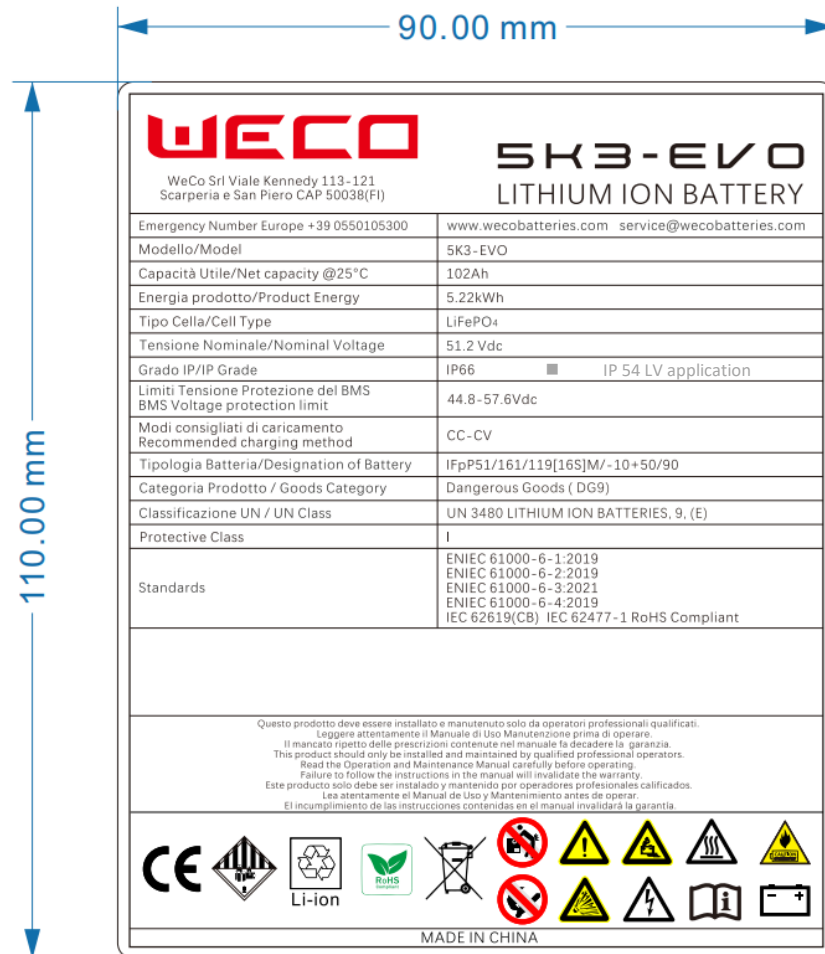 90.00 mm
110.00 mm
WECO
WeCo Srl Viale Kennedy 113-121
Scarperia e San Piero CAP 50038(FI)
5K3-EVO
LITHIUM ION BATTERY
Emergency Number Europe +39 0550105300 www.wecobatteries.com service@wecobatteries.com
Modello/Model 5K3-EVO
Capacità Utile/Net capacity @25°C 102Ah
Energia prodotto/Product Energy 5.22kWh
Tipo Cella/Cell Type LiFePO4
Tensione Nominale/Nominal Voltage 51.2 Vdc
Grado IP/IP Grade IP66 ■ IP 54 LV application
Limiti Tensione Protezione del BMS
BMS Voltage protection limit 44.8-57.6Vdc
Modi consigliati di caricamento
Recommended charging method CC-CV
Tipologia Batteria/Designation of Battery IFpP51/161/119[16S]M/-10+50/90
Categoria Prodotto / Goods Category Dangerous Goods ( DG9)
Classificazione UN / UN Class UN 3480 LITHIUM ION BATTERIES, 9, (E)
Protective Class I
Standards
ENIEC 61000-6-1:2019
ENIEC 61000-6-2:2019
ENIEC 61000-6-3:2021
ENIEC 61000-6-4:2019
IEC 62619(CB) IEC 62477-1 RoHS Compliant
Questo prodotto deve essere installato e manutenuto solo da operatori professionali qualificati.
Leggere attentamente il Manuale di Uso Manutenzione prima di operare.
Il mancato ripetto delle prescrizioni contenute nel manuale fa decadere la garanzia.
This product should only be installed and maintained by qualified professional operators.
Read the Operation and Maintenance Manual carefully before operating.
Failure to follow the instructions in the manual will invalidate the warranty.
Este producto solo debe ser instalado y mantenido por operadores profesionales calificados.
Lea atentamente el Manual de Uso y Mantenimiento antes de operar.
El incumplimiento de las instrucciones contenidas en el manual invalidará la garantía.
CE
Li-ion
RoHS
Compliant
CAUTION
MADE IN CHINA